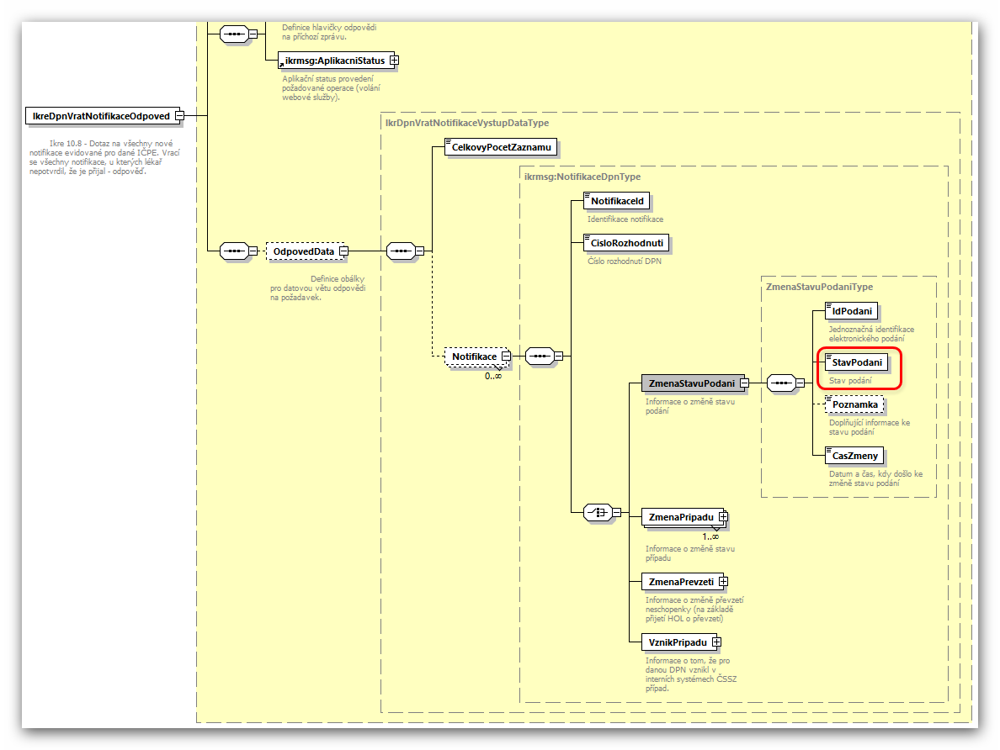 Definice hlavičky odpovědi
na příchozí zprávu.
ikrmsg:AplikacniStatus
Aplikační status provedení
požadované operace (volání
webové služby).
IkreDpnVratNotifikaceOdpoved
Ikre 10.8 - Dotaz na všechny nové
notifikace evidované pro dané IČPE. Vrací
se všechny notifikace, u kterých lékař
nepotvrdil, že je přijal - odpověď.
IkrDpnVratNotifikaceVystupDataType
CelkovyPocetZaznamu
ikrmsg:NotifikaceDpnType
NotifikaceId
Identifikace notifikace
CisloRozhodnuti
Číslo rozhodnutí DPN
OdpovedData
Definice obálky
pro datovou větu odpovědi
na požadavek.
ZmenaStavuPodaniType
IdPodani
Jednoznačná identifikace
elektronického podání
Notifikace
0..∞
StavPodani
Stav podání
ZmenaStavuPodani
Informace o změně stavu
podání
Poznamka
Doplňující informace ke
stavu podání
CasZmeny
Datum a čas, kdy došlo ke
změně stavu podání
ZmenaPripadu
1..∞
Informace o změně stavu
případu
ZmenaPrevzeti
Informace o změně převzetí
neschopenky (na základě
přijetí HOL o převzetí)
VznikPripadu
Informace o tom, že pro
danou DPN vznikl v
interních systémech ČSSZ
případ.